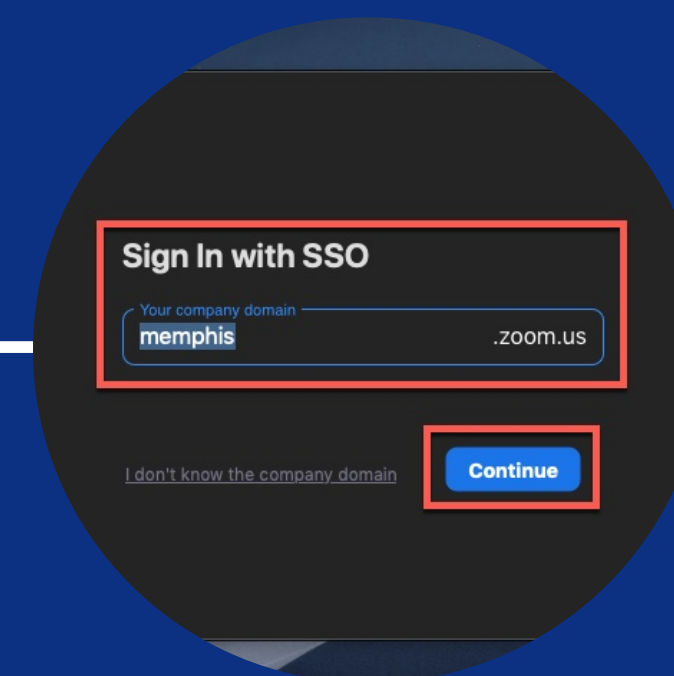 Sign In with SSO
Your company domain
memphis .zoom.us
I don't know the company domain Continue